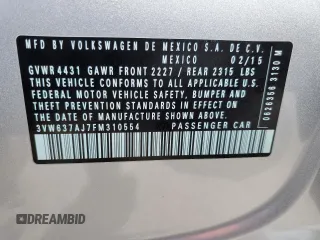 MFD. BY VOLKSWAGEN DE MEXICO S.A. DE C.V.
MEXICO 02/15
GVWR 4431 GAWR FRONT 2227 / REAR 2315 LBS
THIS VEHICLE CONFORMS TO ALL APPLICABLE
FEDERAL MOTOR VEHICLE SAFETY, BUMPER AND
THEFT PREVENTION STANDARDS IN EFFECT ON
THE DATE OF MANUFACTURE SHOWN ABOVE.
3VW637AJ7FM310554 PASSENGER CAR
0626356 3130 M
DREAMBID